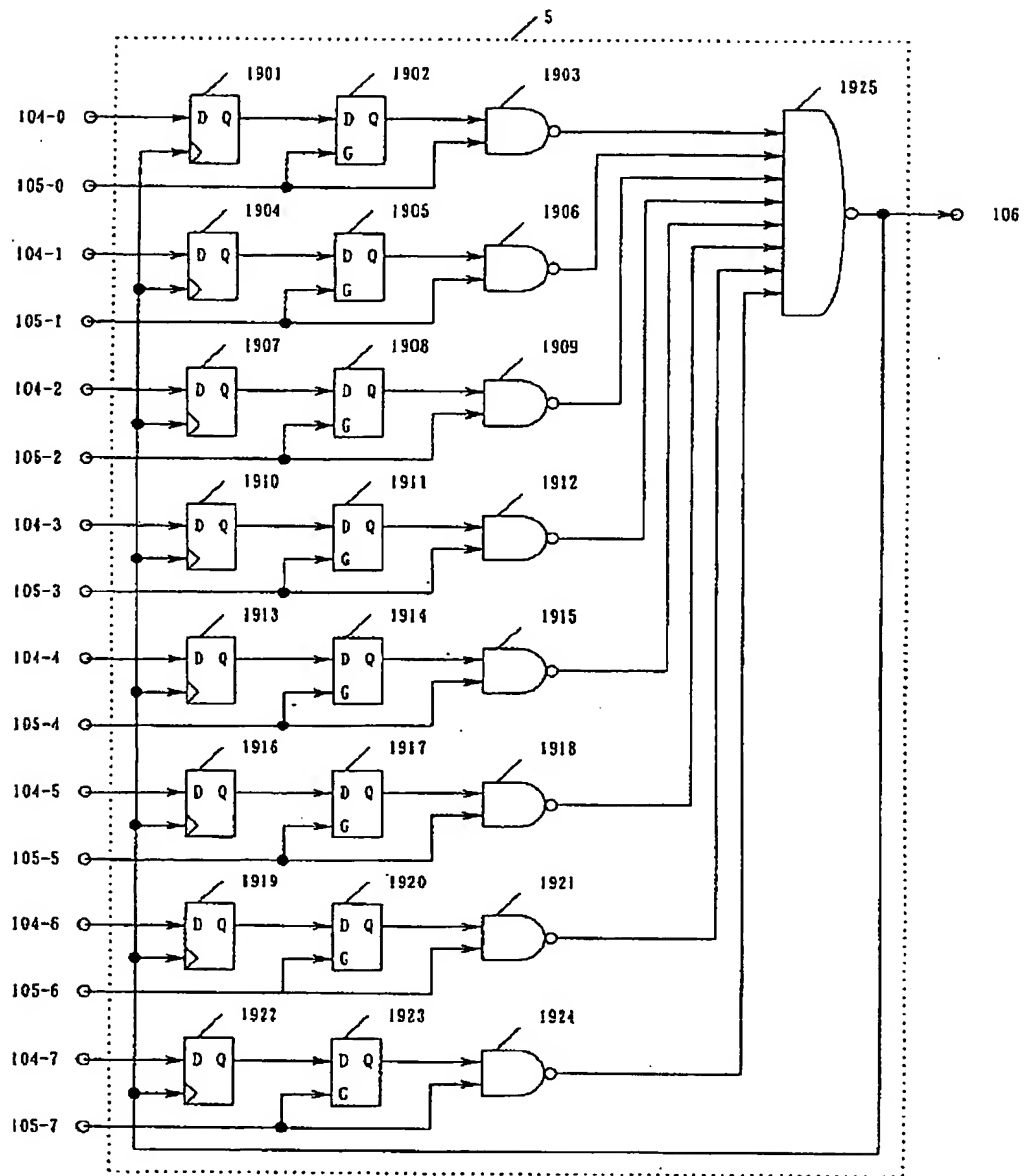 5
1901 1902 1903 1925
104-0 D Q D Q
G
105-0 106
1904 1905 1906
104-1 D Q D Q
G
105-1
1907 1908 1909
104-2 D Q D Q
G
105-2
1910 1911 1912
104-3 D Q D Q
G
105-3
1913 1914 1915
104-4 D Q D Q
G
105-4
1916 1917 1918
104-5 D Q D Q
G
105-5
1919 1920 1921
104-6 D Q D Q
G
105-6
1922 1923 1924
104-7 D Q D Q
G
105-7